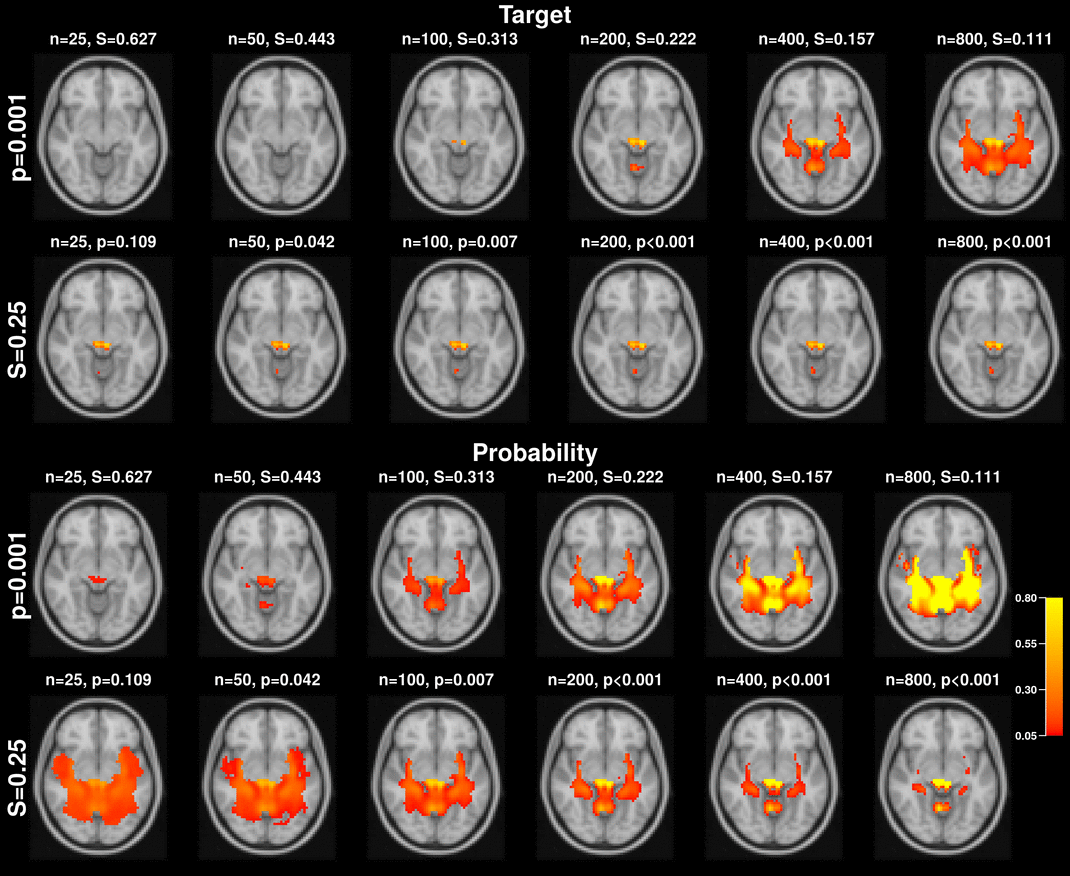 Target
n=25, S=0.627 n=50, S=0.443 n=100, S=0.313 n=200, S=0.222 n=400, S=0.157 n=800, S=0.111
p=0.001
n=25, p=0.109 n=50, p=0.042 n=100, p=0.007 n=200, p<0.001 n=400, p<0.001 n=800, p<0.001
S=0.25
Probability
n=25, S=0.627 n=50, S=0.443 n=100, S=0.313 n=200, S=0.222 n=400, S=0.157 n=800, S=0.111
p=0.001
0.80
0.55
0.30
0.05
n=25, p=0.109 n=50, p=0.042 n=100, p=0.007 n=200, p<0.001 n=400, p<0.001 n=800, p<0.001
S=0.25